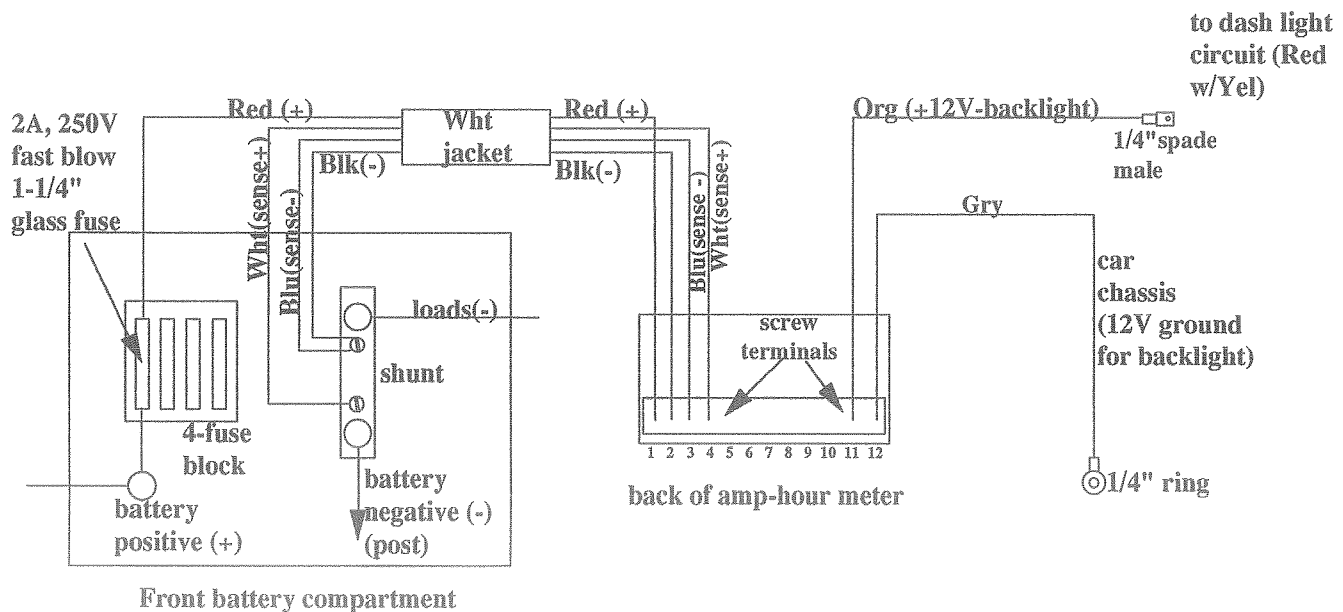 to dash light
circuit (Red
w/Yel)
2A, 250V
fast blow
1-1/4"
glass fuse
Red (+)
Wht
jacket
Red (+)
Org (+12V-backlight)
1/4"spade
male
Blk(-)
Blk(-)
Wht(sense+)
Blu(sense-)
Blu(sense -)
Wht(sense+)
Gry
car
chassis
(12V ground
for backlight)
loads(-)
shunt
screw
terminals
4-fuse
block
1 2 3 4 5 6 7 8 9 10 11 12
back of amp-hour meter
1/4" ring
battery
positive (+)
battery
negative (-)
(post)
Front battery compartment